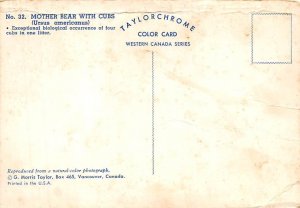 No. 32. MOTHER BEAR WITH CUBS
(Ursus americanus)
• Exceptional biological occurrence of four
cubs in one litter.
TAYLORCHROME
COLOR CARD
WESTERN CANADA SERIES
Reproduced from a natural color photograph.
© G. Morris Taylor, Box 465, Vancouver, Canada.
Printed in the U.S.A.